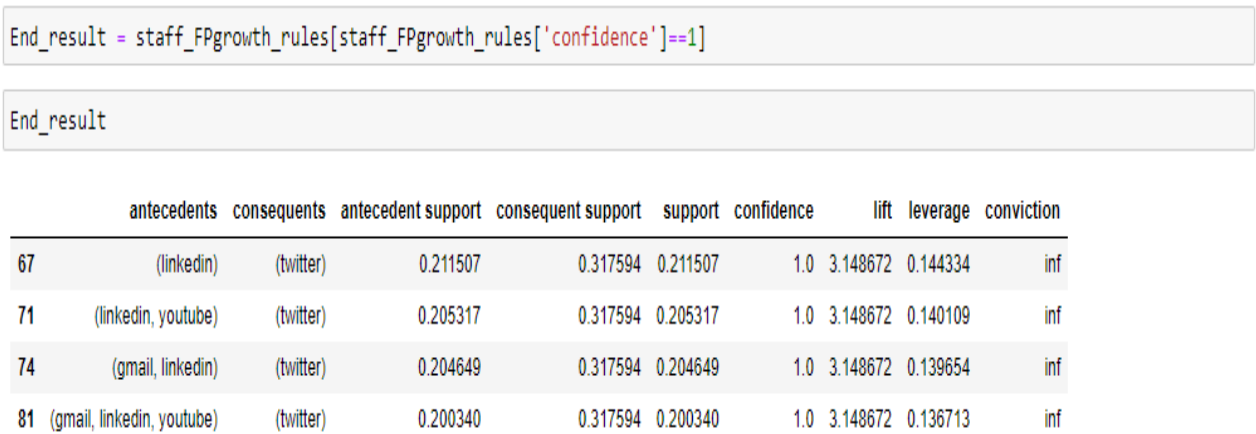 End_result = staff_FPgrowth_rules[staff_FPgrowth_rules['confidence']==1]
End_result
antecedents consequents antecedent support consequent support support confidence lift leverage conviction
67 (linkedin) (twitter) 0.211507 0.317594 0.211507 1.0 3.148672 0.144334 inf
71 (linkedin, youtube) (twitter) 0.205317 0.317594 0.205317 1.0 3.148672 0.140109 inf
74 (gmail, linkedin) (twitter) 0.204649 0.317594 0.204649 1.0 3.148672 0.139654 inf
81 (gmail, linkedin, youtube) (twitter) 0.200340 0.317594 0.200340 1.0 3.148672 0.136713 inf